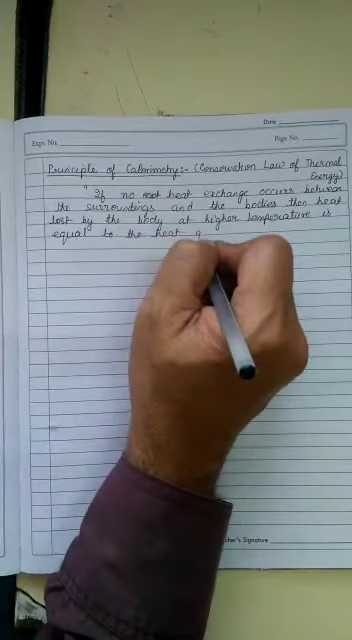 Date
Expt. No.
Page No.
Principle of Calorimetry:- (Conservation Law of Thermal
Energy)
" If no heat exchange occurs between
the surroundings and the bodies then heat
lost by the body at higher temperature is
equal to the heat g
cher's Signature